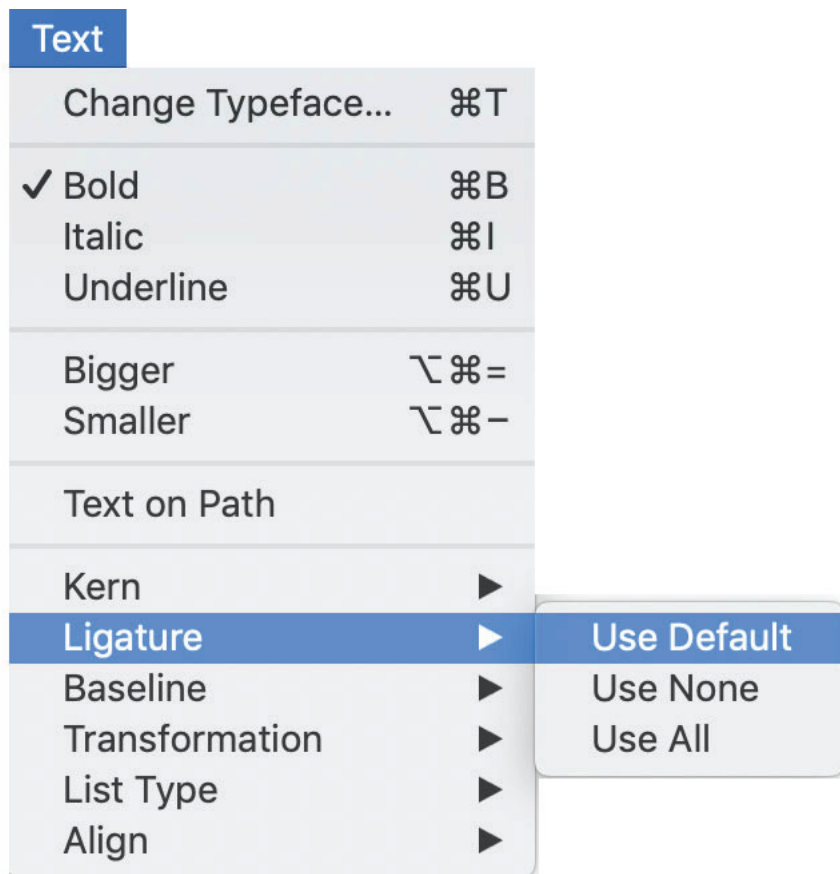 Text
Change Typeface... ⌘T
✓ Bold ⌘B
Italic ⌘I
Underline ⌘U
Bigger ⌥⌘=
Smaller ⌥⌘−
Text on Path
Kern ▶
Ligature ▶ Use Default
Baseline ▶ Use None
Transformation ▶ Use All
List Type ▶
Align ▶